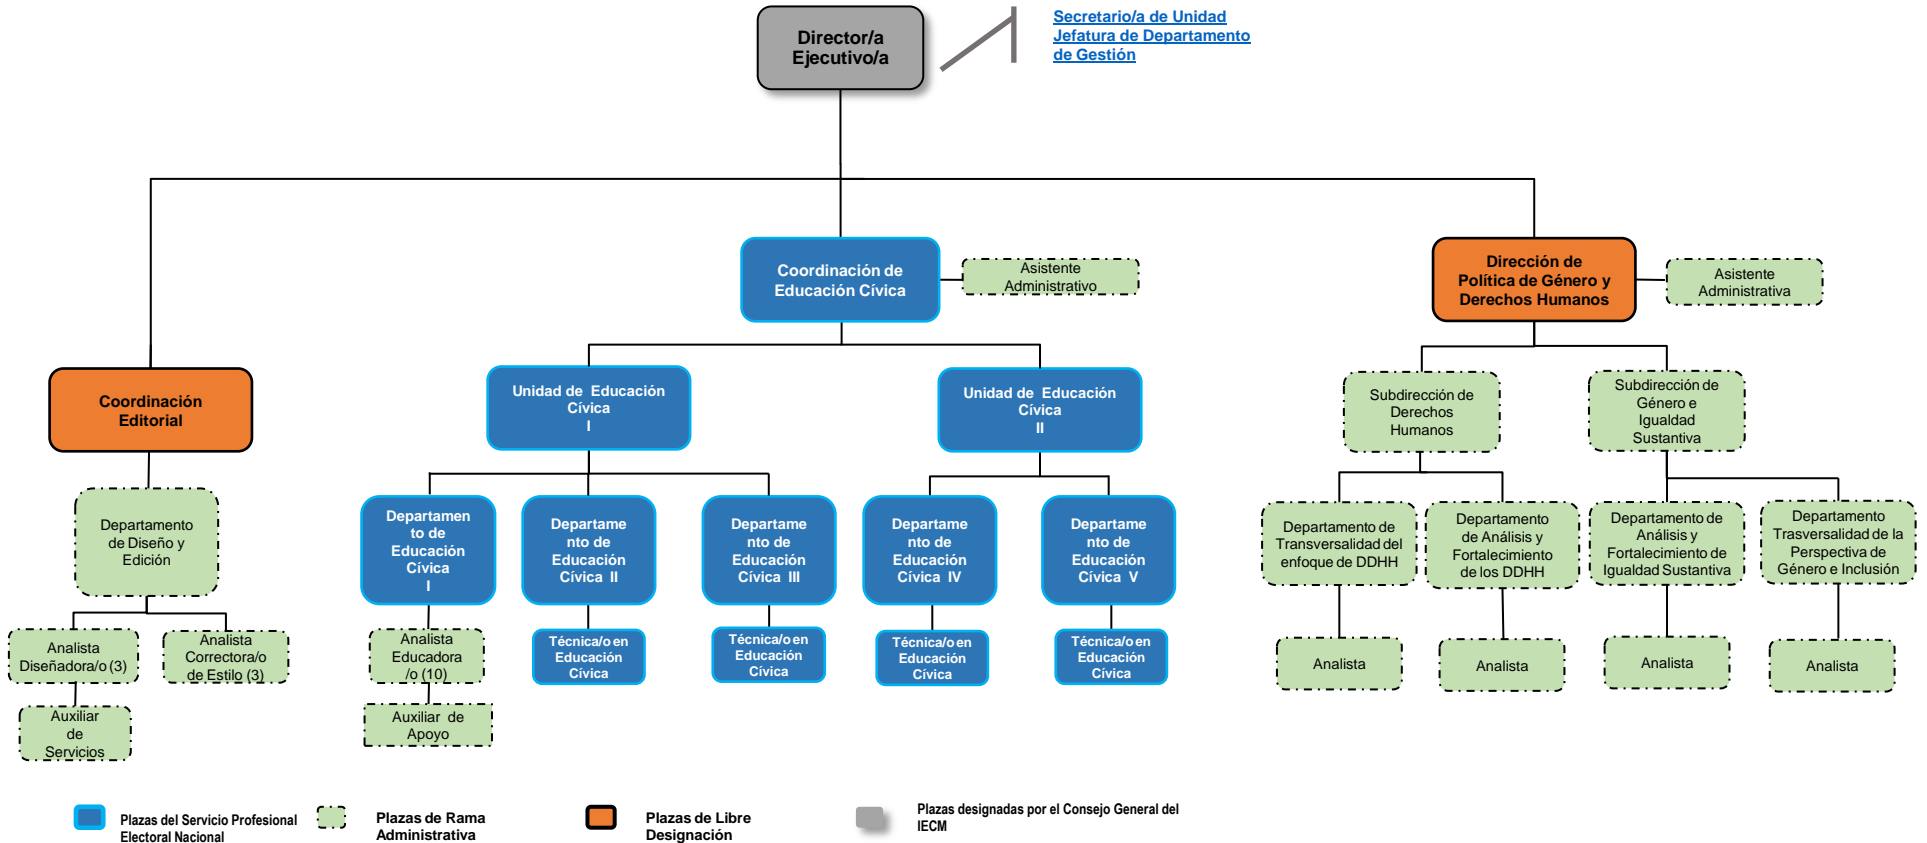 Director/a
Ejecutivo/a
Secretario/a de Unidad
Jefatura de Departamento
de Gestión
Coordinación de
Educación Cívica
Asistente
Administrativo
Dirección de
Política de Género y
Derechos Humanos
Asistente
Administrativa
Coordinación
Editorial
Unidad de Educación
Cívica
I
Unidad de Educación
Cívica
II
Subdirección de
Derechos
Humanos
Subdirección de
Género e
Igualdad
Sustantiva
Departamento
de Diseño y
Edición
Departamen
to de
Educación
Cívica
I
Departame
nto de
Educación
Cívica II
Departame
nto de
Educación
Cívica III
Departame
nto de
Educación
Cívica IV
Departame
nto de
Educación
Cívica V
Departamento de
Transversalidad del
enfoque de DDHH
Departamento
de Análisis y
Fortalecimiento
de los DDHH
Departamento de
Análisis y
Fortalecimiento de
Igualdad Sustantiva
Departamento
Trasversalidad de la
Perspectiva de
Género e Inclusión
Analista
Diseñadora/o (3)
Analista
Correctora/o
de Estilo (3)
Analista
Educadora
/o (10)
Técnica/o en
Educación
Cívica
Técnica/o en
Educación
Cívica
Técnica/o en
Educación
Cívica
Técnica/o en
Educación
Cívica
Analista
Analista
Analista
Analista
Auxiliar
de
Servicios
Auxiliar de
Apoyo
Plazas del Servicio Profesional
Electoral Nacional
Plazas de Rama
Administrativa
Plazas de Libre
Designación
Plazas designadas por el Consejo General del
IECM